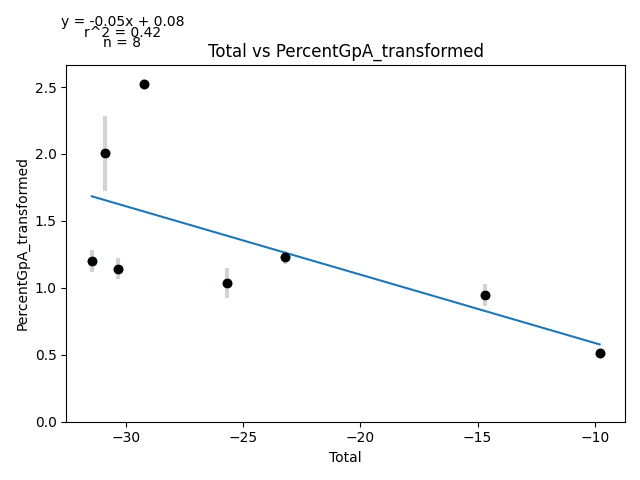 y = -0.05x + 0.08
r^2 = 0.42
n = 8
Total vs PercentGpA_transformed
PercentGpA_transformed
2.5
2.0
1.5
1.0
0.5
0.0
−30
−25
−20
−15
−10
Total